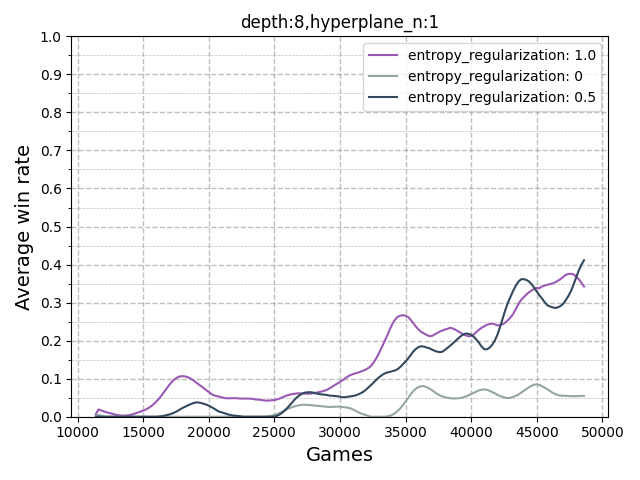 depth:8,hyperplane_n:1
entropy_regularization: 1.0
entropy_regularization: 0
entropy_regularization: 0.5
Average win rate
1.0
0.9
0.8
0.7
0.6
0.5
0.4
0.3
0.2
0.1
0.0
10000 15000 20000 25000 30000 35000 40000 45000 50000
Games